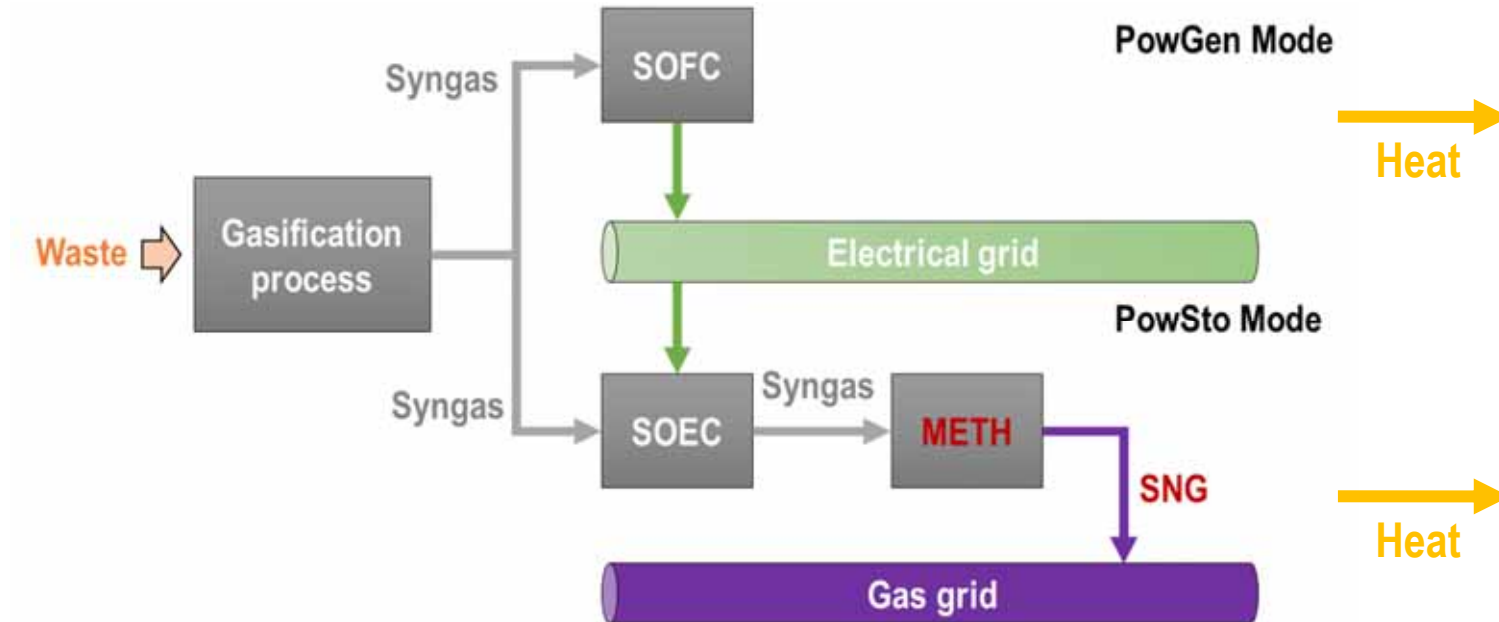 PowGen Mode
SOFC
Syngas
Heat
Gasification
process
Waste
Electrical grid
PowSto Mode
Syngas
Syngas
SOEC
METH
SNG
Heat
Gas grid